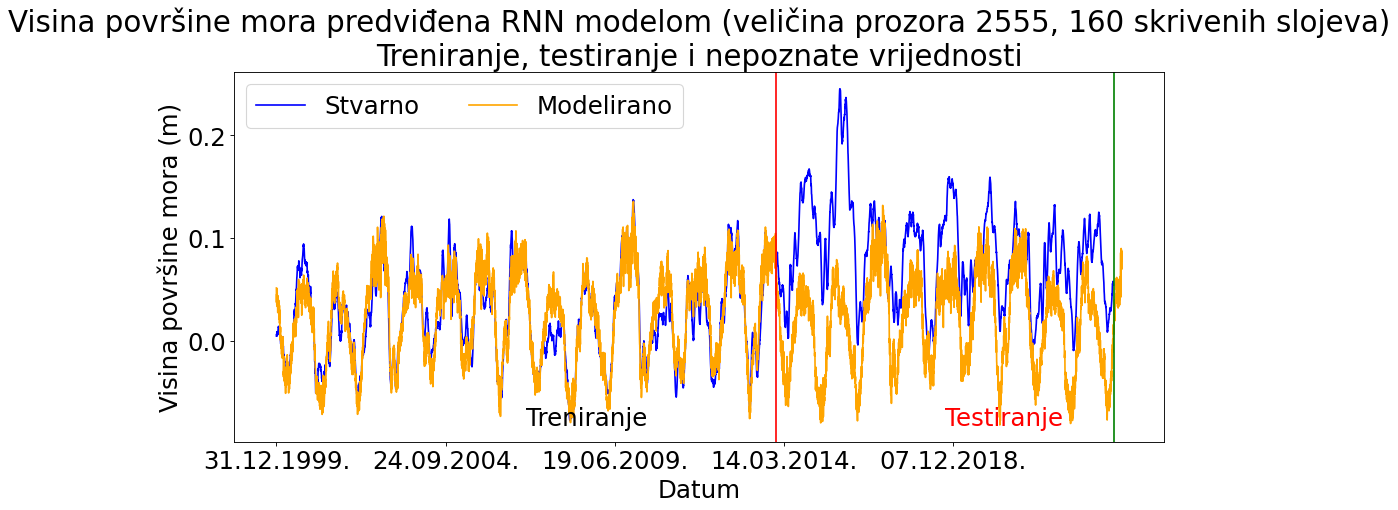 Visina površine mora predviđena RNN modelom (veličina prozora 2555, 160 skrivenih slojeva)
Treniranje, testiranje i nepoznate vrijednosti
Stvarno
Modelirano
Visina površine mora (m)
0.2
0.1
0.0
Treniranje
Testiranje
31.12.1999.
24.09.2004.
19.06.2009.
14.03.2014.
07.12.2018.
Datum